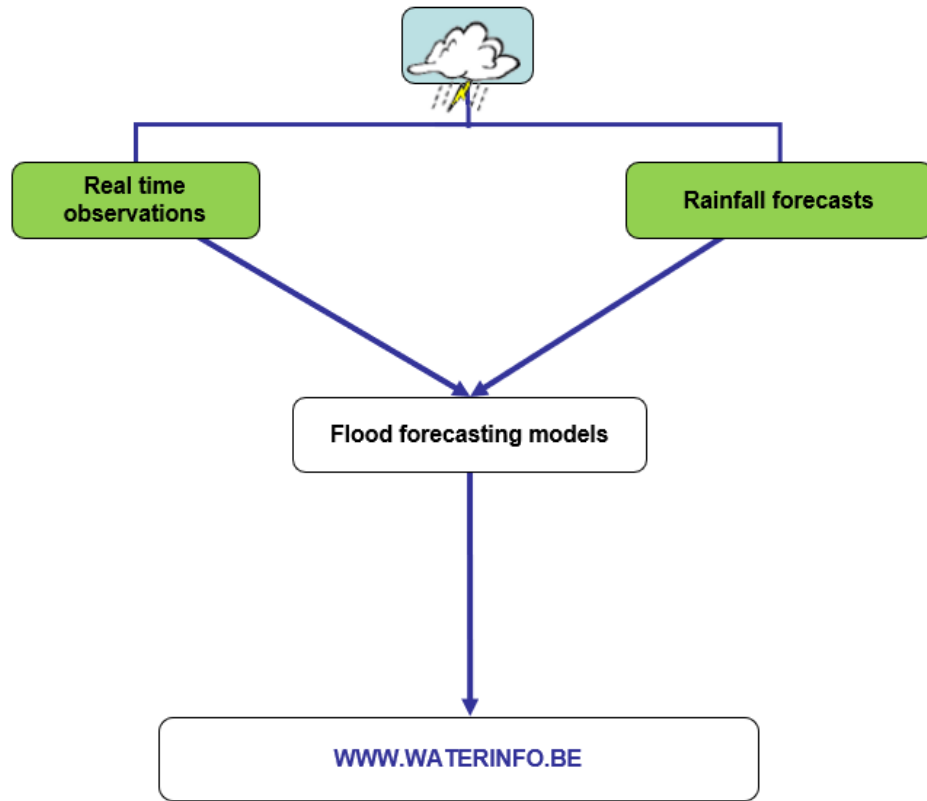 Real time
observations
Rainfall forecasts
Flood forecasting models
WWW.WATERINFO.BE